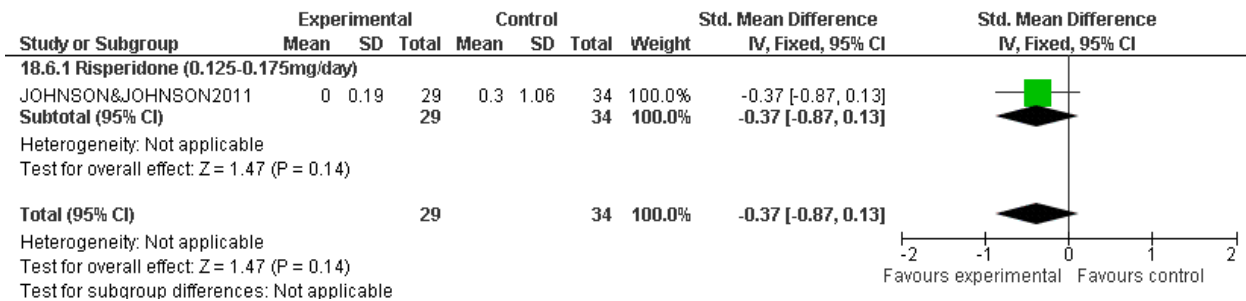 Experimental Control Std. Mean Difference Std. Mean Difference
Study or Subgroup Mean SD Total Mean SD Total Weight IV, Fixed, 95% CI IV, Fixed, 95% CI
18.6.1 Risperidone (0.125-0.175mg/day)
JOHNSON&JOHNSON2011 0 0.19 29 0.3 1.06 34 100.0% -0.37 [-0.87, 0.13]
Subtotal (95% CI) 29 34 100.0% -0.37 [-0.87, 0.13]
Heterogeneity: Not applicable
Test for overall effect: Z = 1.47 (P = 0.14)
Total (95% CI) 29 34 100.0% -0.37 [-0.87, 0.13]
Heterogeneity: Not applicable
Test for overall effect: Z = 1.47 (P = 0.14)
Test for subgroup differences: Not applicable
-2 -1 0 1 2
Favours experimental Favours control